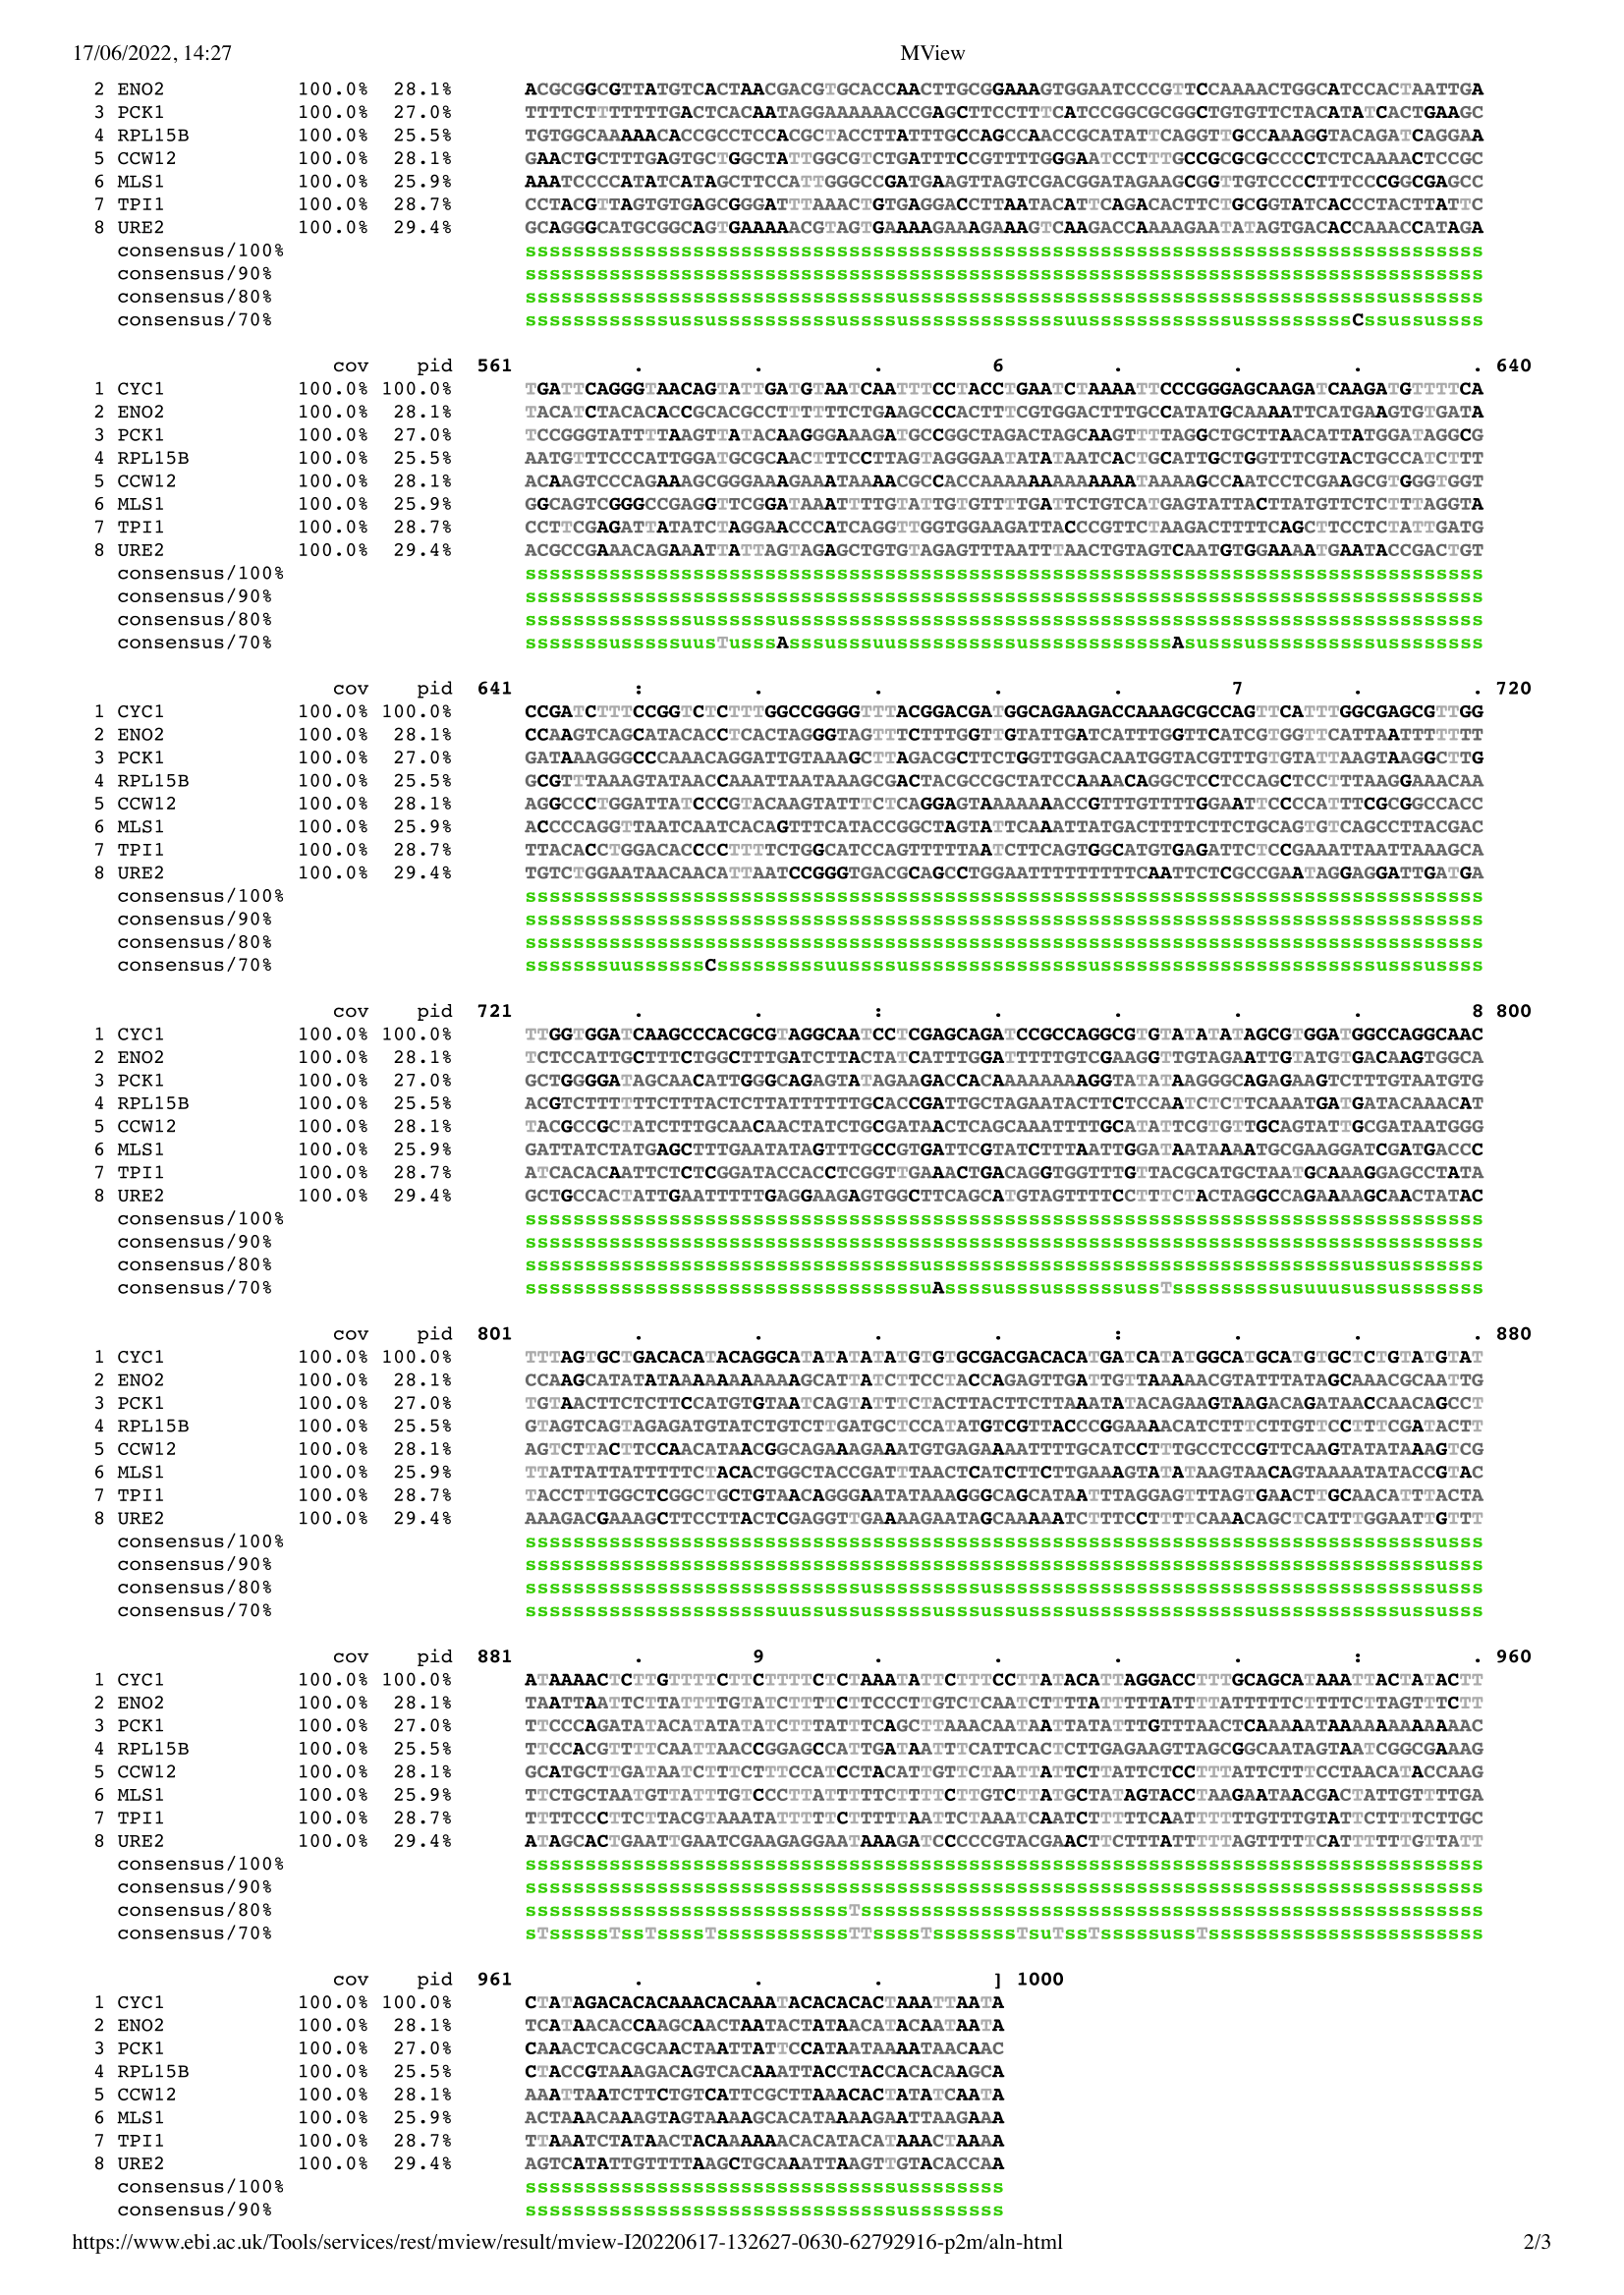 17/06/2022, 14:27 MView
2 ENO2 100.0% 28.1% ACGCGGCGTTATGTCACTAACGACGTGCACCAACTTGCGGAAAGTGGAATCCCGTTCCAAAACTGGCATCCACTAATTGA
3 PCK1 100.0% 27.0% TTTTCTTTTTTTGACTCACAATAGGAAAAAACCGAGCTTCCTTTCATCCGGCGCGGCTGTGTTCTACATATCACTGAAGC
4 RPL15B 100.0% 25.5% TGTGGCAAAAACACCGCCTCCACGCTACCTTATTTGCCAGCCAACCGCATATTCAGGTTGCCAAAGGTACAGATCAGGAA
5 CCW12 100.0% 28.1% GAACTGCTTTGAGTGCTGGCTATTGGCGTCTGATTTCCGTTTTGGGAATCCTTTGCCGCGCGCCCCTCTCAAAACTCCGC
6 MLS1 100.0% 25.9% AAATCCCCATATCATAGCTTCCATTGGGCCGATGAAGTTAGTCGACGGATAGAAGCGGTTGTCCCCTTTCCCGGCGAGCC
7 TPI1 100.0% 28.7% CCTACGTTAGTGTGAGCGGGATTTAAACTGTGAGGACCTTAATACATTCAGACACTTCTGCGGTATCACCCTACTTATTC
8 URE2 100.0% 29.4% GCAGGGCATGCGGCAGTGAAAAACGTAGTGAAAAGAAAGAAAGTCAAGACCAAAAGAATATAGTGACACCAAACCATAGA
consensus/100% ssssssssssssssssssssssssssssssssssssssssssssssssssssssssssssssssssssssssssssssss
consensus/90% ssssssssssssssssssssssssssssssssssssssssssssssssssssssssssssssssssssssssssssssss
consensus/80% sssssssssssssssssssssssssssssssussssssssssssssssssssssssssssssssssssssssusssssss
consensus/70% ssssssssssssussussssssssssussssussssssssssssssuusssssssssssssusssssssssCssussussss
cov pid 561 . . . 6 . . . . 640
1 CYC1 100.0% 100.0% TGATTCAGGGTAACAGTATTGATGTAATCAATTTCCTACCTGAATCTAAAATTCCCGGGAGCAAGATCAAGATGTTTTCA
2 ENO2 100.0% 28.1% TACATCTACACACCGCACGCCTTTTTTCTGAAGCCCACTTTCGTGGACTTTGCCATATGCAAAATTCATGAAGTGTGATA
3 PCK1 100.0% 27.0% TCCGGGTATTTTAAGTTATACAAGGGAAAGATGCCGGCTAGACTAGCAAGTTTTAGGCTGCTTAACATTATGGATAGGCG
4 RPL15B 100.0% 25.5% AATGTTTCCCATTGGATGCGCAACTTTCCTTAGTAGGGAATATATAATCACTGCATTGCTGGTTTCGTACTGCCATCTTT
5 CCW12 100.0% 28.1% ACAAGTCCCAGAAAGCGGGAAAGAAATAAAACGCCACCAAAAAAAAAAAATAAAAGCCAATCCTCGAAGCGTGGGTGGT
6 MLS1 100.0% 25.9% GGCAGTCGGGCCGAGGTTCGGATAAATTTTGTATTGTGTTTTGATTCTGTCATGAGTATTACTTATGTTCTCTTTAGGTA
7 TPI1 100.0% 28.7% CCTTCGAGATTATATCTAGGAACCCATCAGGTTGGTGGAAGATTACCCGTTCTAAGACTTTTCAGCTTCCTCTATTGATG
8 URE2 100.0% 29.4% ACGCCGAAACAGAAATTATTAGTAGAGCTGTGTAGAGTTTAATTTAACTGTAGTCAATGTGGAAAATGAATACCGACTGT
consensus/100% ssssssssssssssssssssssssssssssssssssssssssssssssssssssssssssssssssssssssssssssss
consensus/90% ssssssssssssssssssssssssssssssssssssssssssssssssssssssssssssssssssssssssssssssss
consensus/80% ssssssssssssssusssssussssssssssssssssssssssssssssssssssssssssssssssssssssssssss
consensus/70% sssssssusssssuusTusssAsssusssuussssssssssussssssssssssAsusssussssssssssussssssss
cov pid 641 : . . . . 7 . . 720
1 CYC1 100.0% 100.0% CCGATCTTTCCGGTCTCTTTGGCCGGGGTTTACGGACGATGGCAGAAGACCAAAGCGCCAGTTCATTTGGCGAGCGTTGG
2 ENO2 100.0% 28.1% CCAAGTCAGCATACACCTCACTAGGGTAGTTTCTTTGGTTGTATTGATCATTTGGTTCATCGTGGTTCATTAATTTTTTT
3 PCK1 100.0% 27.0% GATAAAGGGCCCAAACAGGATTGTAAAGCTTAGACGCTTCTGGTTGGACAATGGTACGTTTGTGTATTAAGTAAGGCTTG
4 RPL15B 100.0% 25.5% GCGTTTAAAGTATAACCAAATTAATAAAGCGACTACGCCGCTATCCAAAACAGGCTCCTCCAGCTCCTTTAAGGAAACAA
5 CCW12 100.0% 28.1% AGGCCCTGGATTATCCCGTACAAGTATTTCTCAGGAGTAAAAAAACCGTTTGTTTTGGAATTCCCCATTTCGCGGCCACC
6 MLS1 100.0% 25.9% ACCCCAGGTTAATCAATCACAGTTTCATACCGGCTAGTATTCAAATTATGACTTTTCTTCTGCAGTGTCAGCCTTACGAC
7 TPI1 100.0% 28.7% TTACACCTGGACACCCCTTTTCTGGCATCCAGTTTTTAATCTTCAGTGGCATGTGAGATTCTCCGAAATTAATTAAAGCA
8 URE2 100.0% 29.4% TGTCTGGAATAACAACATTAATCCGGGTGACGCAGCCTGGAATTTTTTTTTCAATTCTCGCCGAATAGGAGGATTGATGA
consensus/100% ssssssssssssssssssssssssssssssssssssssssssssssssssssssssssssssssssssssssssssssss
consensus/90% ssssssssssssssssssssssssssssssssssssssssssssssssssssssssssssssssssssssssssssssss
consensus/80% ssssssssssssssssssssssssssssssssssssssssssssssssssssssssssssssssssssssssssssssss
consensus/70% sssssssuussssssCsssssssssuussssusssssssssssssssussssssssssssssssssssssusssussss
cov pid 721 . . : . . . . 8 800
1 CYC1 100.0% 100.0% TTGGTGGATCAAGCCCACGCGTAGGCAATCCTCGAGCAGATCCGCCAGGCGTGTATATATAGCGTGGATGGCCAGGCAAC
2 ENO2 100.0% 28.1% TCTCCATTGCTTTCTGGCTTTGATCTTACTATCATTTGGATTTTTGTCGAAGGTTGTAGAATTGTATGTGACAAGTGGCA
3 PCK1 100.0% 27.0% GCTGGGGATAGCAACATTGGGCAGAGTATAGAAGACCACAAAAAAAAGGTATATAAGGGCAGAGAAGTCTTTGTAATGTG
4 RPL15B 100.0% 25.5% ACGTCTTTTTTCTTTACTCTTATTTTTTGCACCGATTGCTAGAATACTTCTCCAATCTCTTCAAATGATGATACAAACAT
5 CCW12 100.0% 28.1% TACGCCGCTATCTTTGCAACAACTATCTGCGATAACTCAGCAAATTTTGCATATTCGTGTTGCAGTATTGCGATAATGGG
6 MLS1 100.0% 25.9% GATTATCTATGAGCTTTGAATATAGTTTGCCGTGATTCGTATCTTTAATTGGATAATAAAATGCGAAGGATCGATGACCC
7 TPI1 100.0% 28.7% ATCACACAATTCTCTCGGATACCACCTCGGTTGAAACTGACAGGTGGTTTGTTACGCATGCTAATGCAAAGGAGCCTATA
8 URE2 100.0% 29.4% GCTGCCACTATTGAATTTTTGAGGAAGAGTGGCTTCAGCATGTAGTTTTCCTTTCTACTAGGCCAGAAAAGCAACTATAC
consensus/100% ssssssssssssssssssssssssssssssssssssssssssssssssssssssssssssssssssssssssssssssss
consensus/90% ssssssssssssssssssssssssssssssssssssssssssssssssssssssssssssssssssssssssssssssss
consensus/80% sssssssssssssssssssssssssssssssssusssssssssssssssssssssssssssssssssssussusssssss
consensus/70% ssssssssssssssssssssssssssssssssssuAssssusssusssssussTsssssssssusuuusussusssssss
cov pid 801 . . . . : . . . 880
1 CYC1 100.0% 100.0% TTTAGTGCTGACACATACAGGCATATATATATGTGTGCGACGACACATGATCATATGGCATGCATGTGCTCTGTATGTAT
2 ENO2 100.0% 28.1% CCAAGCATATATAAAAAAAAAAGCATTATCTTCCTACCAGAGTTGATTGTTAAAAACGTATTTATAGCAAACGCAATTG
3 PCK1 100.0% 27.0% TGTAACTTCTCTTCCATGTGTAATCAGTATTTCTACTTACTTCTTAAATATACAGAAGTAAGACAGATAACCAACAGCCT
4 RPL15B 100.0% 25.5% GTAGTCAGTAGAGATGTATCTGTCTTGATGCTCCATATGTCGTTACCCGGAAAACATCTTTCTTGTTCCTTTCGATACTT
5 CCW12 100.0% 28.1% AGTCTTACTTCCAACATAACGGCAGAAAGAAATGTGAGAAAATTTTGCATCCTTTGCCTCCGTTCAAGTATATAAAGTCG
6 MLS1 100.0% 25.9% TTATTATTATTTTTCTACACTGGCTACCGATTTAACTCATCTTCTTGAAAGTATATAAGTAACAGTAAAATATACCGTAC
7 TPI1 100.0% 28.7% TACCTTTGGCTCGGCTGCTGTAACAGGGAATATAAAGGGCAGCATAATTTAGGAGTTTAGTGAACTTGCAACATTTACTA
8 URE2 100.0% 29.4% AAAGACGAAAGCTTCCTTACTCGAGGTTGAAAAGAATAGCAAAAATCTTTCCTTTTCAAACAGCTCATTTGGAATTGTTT
consensus/100% ssssssssssssssssssssssssssssssssssssssssssssssssssssssssssssssssssssssssssssusss
consensus/90% ssssssssssssssssssssssssssssssssssssssssssssssssssssssssssssssssssssssssssssusss
consensus/80% ssssssssssssssssssssssssssssusssssssssusssssssssssssssssssssssssssssssssssssusss
consensus/70% sssssssssssssssssssssuussussusssssusssussussssussssssssssssssussssssssssssussusss
cov pid 881 . 9 . . . . : . 960
1 CYC1 100.0% 100.0% ATAAAACTCTTGTTTTCTTCTTTTCTCTAAATATTCTTTCCTTATACATTAGGACCTTTGCAGCATAAATTACTATACTT
2 ENO2 100.0% 28.1% TAATTAATTCTTATTTTGTATCTTTTCTTCCCTTGTCTCAATCTTTTATTTTTATTTTATTTTTCTTTTCTTAGTTTCTT
3 PCK1 100.0% 27.0% TTCCCAGATATACATATATATCTTTATTTCAGCTTAAACAATAATTATATTTGTTTAACTCAAAAATAAAAAAAAAAAAC
4 RPL15B 100.0% 25.5% TTCCACGTTTTCAATTAACCGGAGCCATTGATAATTTCATTCACTCTTGAGAAGTTAGCGGCAATAGTAATCGGCGAAAG
5 CCW12 100.0% 28.1% GCATGCTTGATAATCTTTCTTTCCATCCTACATTGTTCTAATTATTCTTATTCTCCTTTATTCTTTCCTAACATACCAAG
6 MLS1 100.0% 25.9% TTCTGCTAATGTTATTTGTCCCTTATTTTTCTTTTCTTGTCTTATGCTATAGTACCTAAGAATAACGACTATTGTTTTGA
7 TPI1 100.0% 28.7% TTTTCCCTTCTTACGTAAATATTTTTCTTTTTAATTCTAAATCAATCTTTTTCAATTTTTTGTTTGTATTCTTTTCTTGC
8 URE2 100.0% 29.4% ATAGCACTGAATTGAATCGAAGAGGAATAAAGATCCCCCGTACGAACTTCTTTATTTTTAGTTTTTCATTTTTTGTTATT
consensus/100% ssssssssssssssssssssssssssssssssssssssssssssssssssssssssssssssssssssssssssssssss
consensus/90% ssssssssssssssssssssssssssssssssssssssssssssssssssssssssssssssssssssssssssssssss
consensus/80% sssssssssssssssssssssssssssTssssssssssssssssssssssssssssssssssssssssssssssssssss
consensus/70% sTsssssTssTssssTsssssssssssTTssssTsssssssTsuTssTsssssussTsssssssssssssssssssssss
cov pid 961 . . . ] 1000
1 CYC1 100.0% 100.0% CTATAGACACACAAACACAAATACACACACTAAATTAATA
2 ENO2 100.0% 28.1% TCATAACACCAAGCAACTAATACTATAACATACAATAATA
3 PCK1 100.0% 27.0% CAAACTCACGCAACTAATTATTCCATAATAAAATAACAAC
4 RPL15B 100.0% 25.5% CTACCGTAAAGACAGTCACAAATTACCTACCACACAAGCA
5 CCW12 100.0% 28.1% AAATTAATCTTCTGTCATTCGCTTAAACACTATATCAATA
6 MLS1 100.0% 25.9% ACTAAACAAAGTAGTAAAAGCACATAAAAGAATTAAGAAA
7 TPI1 100.0% 28.7% TTAAATCTATAACTACAAAAAACACATACATAAACTAAAA
8 URE2 100.0% 29.4% AGTCATATTGTTTTAAGCTGCAAATTAAGTTGTACACCAA
consensus/100% sssssssssssssssssssssssssssssssussssssss
consensus/90% sssssssssssssssssssssssssssssssussssssss
https://www.ebi.ac.uk/Tools/services/rest/mview/result/mview-I20220617-132627-0630-62792916-p2m/aln-html 2/3